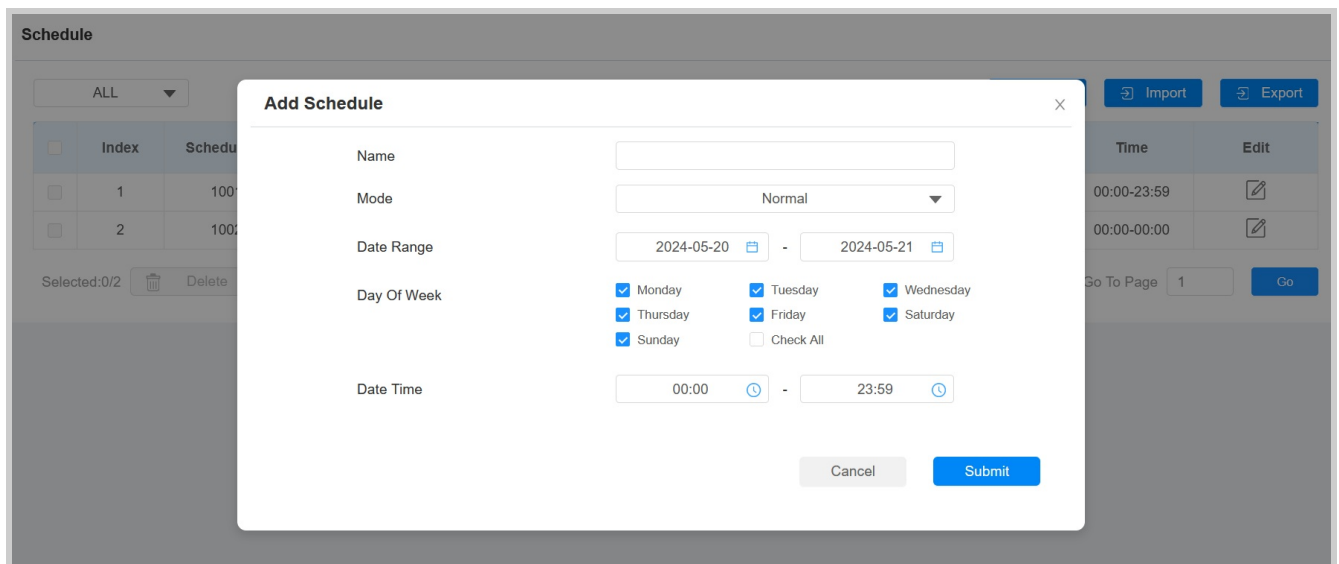 Schedule
ALL
Import
Export
Add Schedule
Index
Time
Edit
Name
Mode
Normal
1
00:00-23:59
2
00:00-00:00
Date Range
2024-05-20 - 2024-05-21
Selected:0/2
Delete
Go To Page 1
Go
Day Of Week
Monday Tuesday Wednesday
Thursday Friday Saturday
Sunday Check All
Date Time
00:00 - 23:59
Cancel
Submit